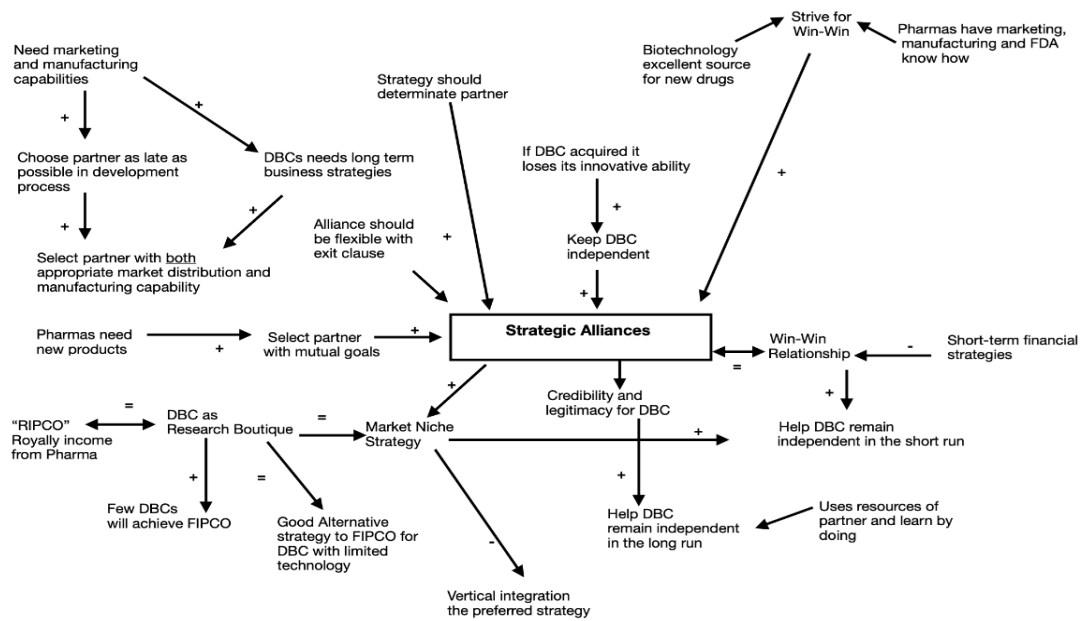 Strive for
Win-Win
Pharmas have marketing,
manufacturing and FDA
know how
Biotechnology
excellent source
for new drugs
Need marketing
and manufacturing
capabilities
Strategy should
determinate partner
+
+
Choose partner as late as
possible in development
process
DBCs needs long term
business strategies
If DBC acquired it
loses its innovative ability
+
+
+
+
Alliance should
be flexible with
exit clause
+
Keep DBC
independent
Select partner with both
appropriate market distribution and
manufacturing capability
+
Pharmas need
new products
+
Select partner
with mutual goals
+
Strategic Alliances
=
Win-Win
Relationship
-
Short-term financial
strategies
+
Credibility and
legitimacy for DBC
+
Help DBC remain
independent in the short run
"RIPCO"
Royally income
from Pharma
=
DBC as
Research Boutique
=
Market Niche
Strategy
+
+
=
+
Few DBCs
will achieve FIPCO
Good Alternative
strategy to FIPCO for
DBC with limited
technology
-
Help DBC
remain independent
in the long run
Uses resources of
partner and learn by
doing
Vertical integration
the preferred strategy